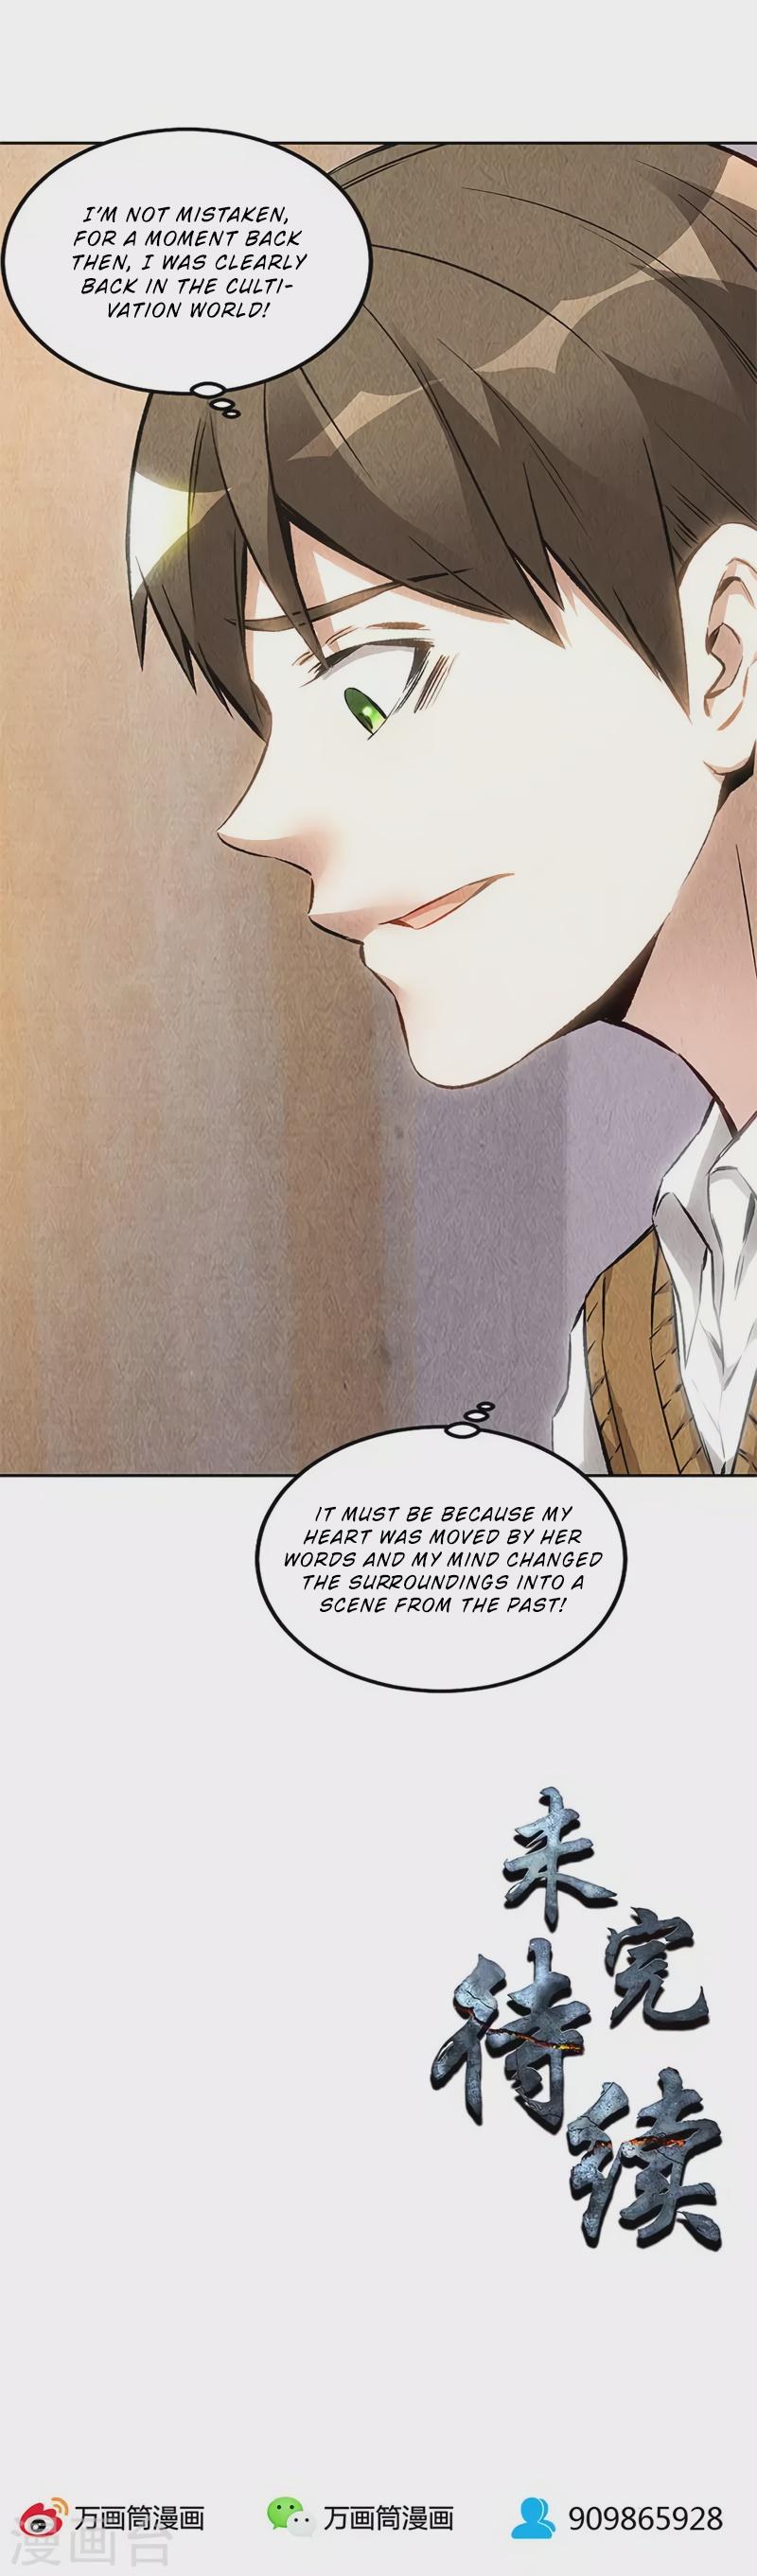 I'M NOT MISTAKEN,
FOR A MOMENT BACK
THEN, I WAS CLEARLY
BACK IN THE CULTI-
VATION WORLD!
IT MUST BE BECAUSE MY
HEART WAS MOVED BY HER
WORDS AND MY MIND CHANGED
THE SURROUNDINGS INTO A
SCENE FROM THE PAST!
未完
待续
万画筒漫画 万画筒漫画 909865928
漫画台